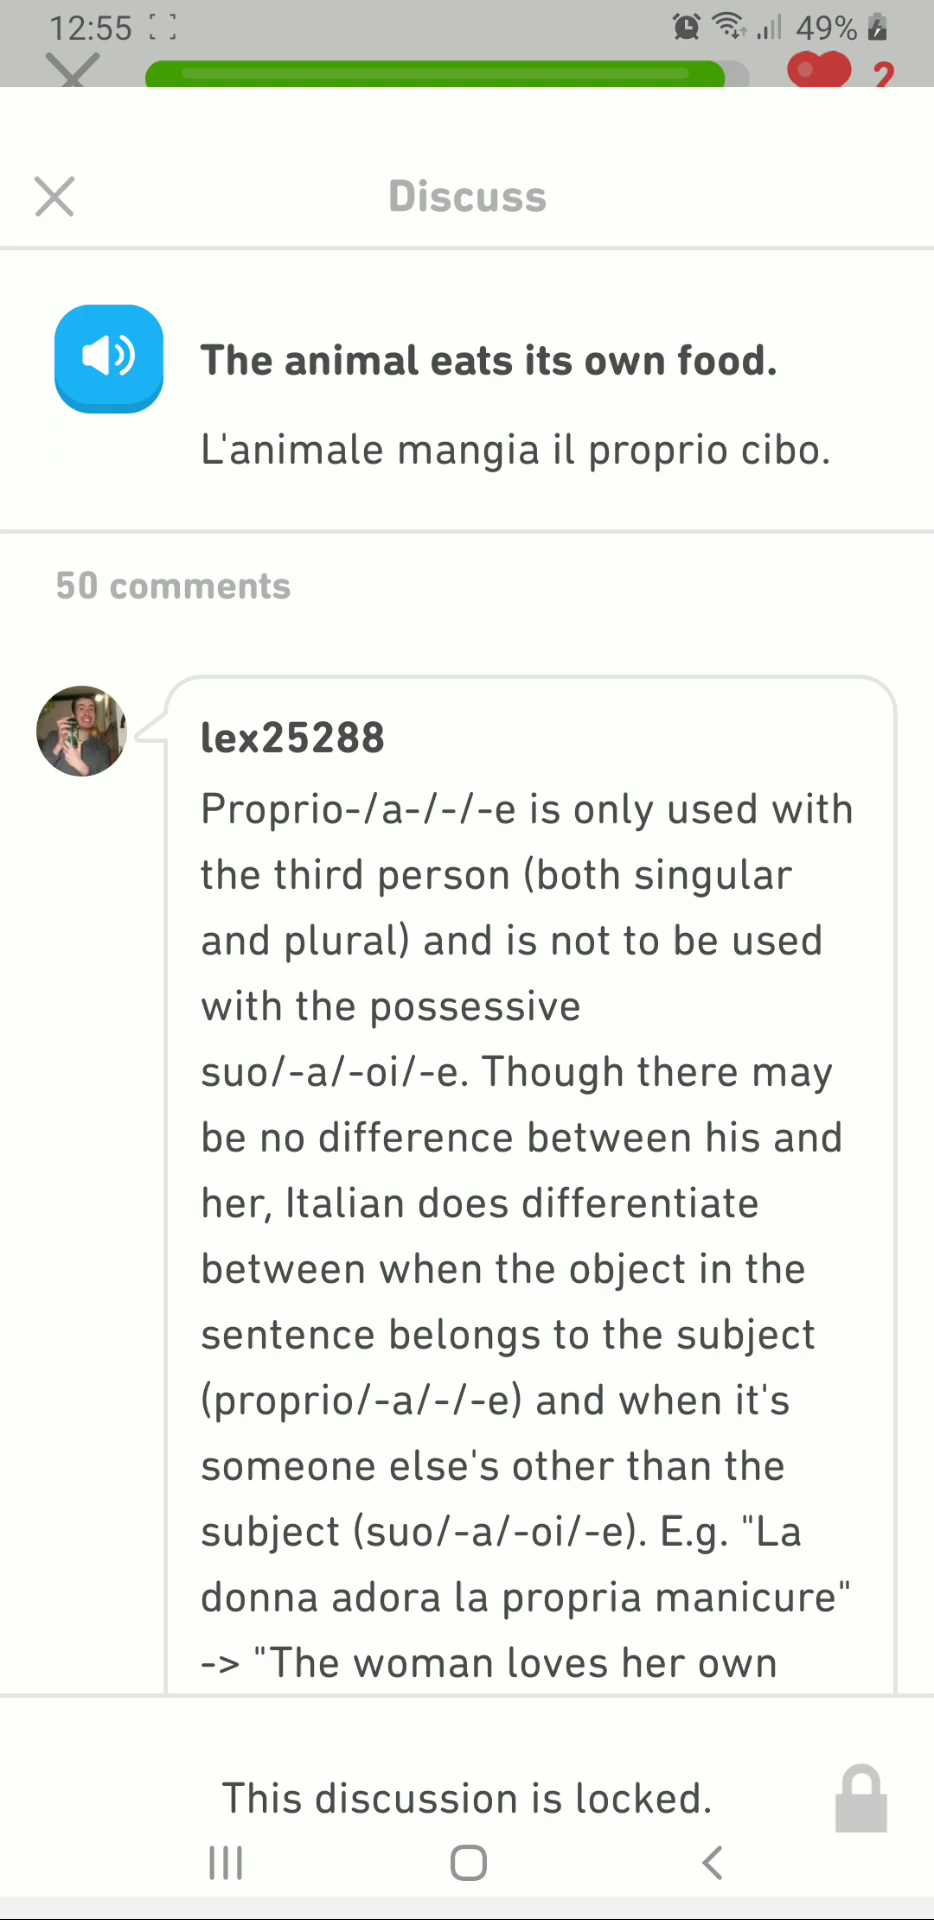 12:55
49%
2
Discuss
The animal eats its own food.
L'animale mangia il proprio cibo.
50 comments
lex25288
Proprio-/a-/-/-e is only used with
the third person (both singular
and plural) and is not to be used
with the possessive
suo/-a/-oi/-e. Though there may
be no difference between his and
her, Italian does differentiate
between when the object in the
sentence belongs to the subject
(proprio/-a/-/-e) and when it's
someone else's other than the
subject (suo/-a/-oi/-e). E.g. "La
donna adora la propria manicure"
-> "The woman loves her own
This discussion is locked.